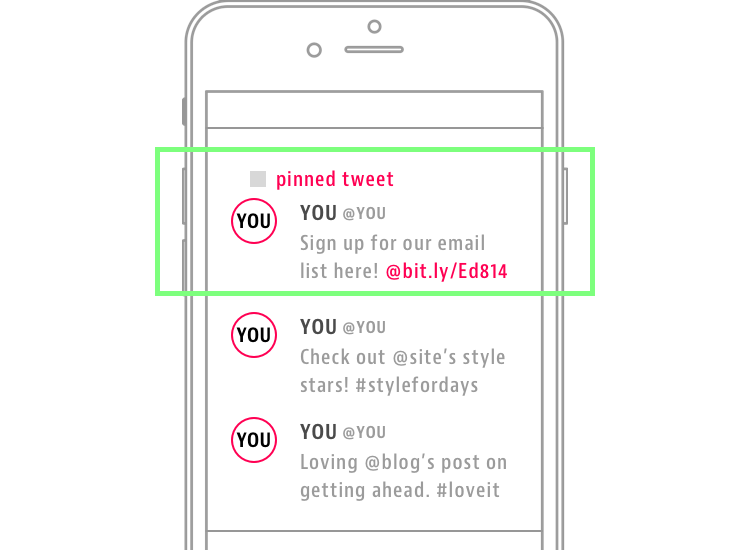 pinned tweet
YOU
YOU @YOU
Sign up for our email
list here! @bit.ly/Ed814
YOU
YOU @YOU
Check out @site's style
stars! #stylefordays
YOU
YOU @YOU
Loving @blog's post on
getting ahead. #loveit